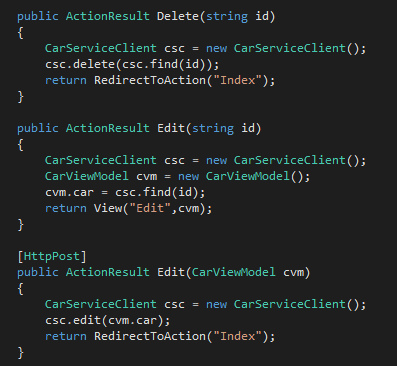 public ActionResult Delete(string id)
{
    CarServiceClient csc = new CarServiceClient();
    csc.delete(csc.find(id));
    return RedirectToAction("Index");
}

public ActionResult Edit(string id)
{
    CarServiceClient csc = new CarServiceClient();
    CarViewModel cvm = new CarViewModel();
    cvm.car = csc.find(id);
    return View("Edit",cvm);
}

[HttpPost]
public ActionResult Edit(CarViewModel cvm)
{
    CarServiceClient csc = new CarServiceClient();
    csc.edit(cvm.car);
    return RedirectToAction("Index");
}